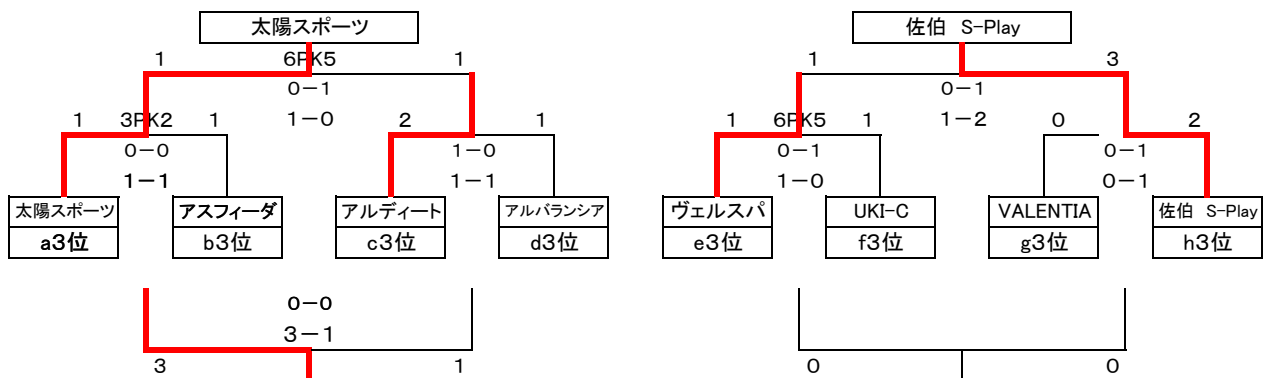 太陽スポーツ 佐伯 S-Play
1 6PK5 1 1 3
0-1 0-1
1 3PK2 1 1-0 2 1 1 6PK5 1 1-2 0 2
0-0 1-0 0-1 0-1
1-1 1-1 1-0 0-1
太陽スポーツ アスフィーダ アルディート アルバランシア ヴェルスパ UKI-C VALENTIA 佐伯 S-Play
a3位 b3位 c3位 d3位 e3位 f3位 g3位 h3位
0-0
3-1
3 1 0 0